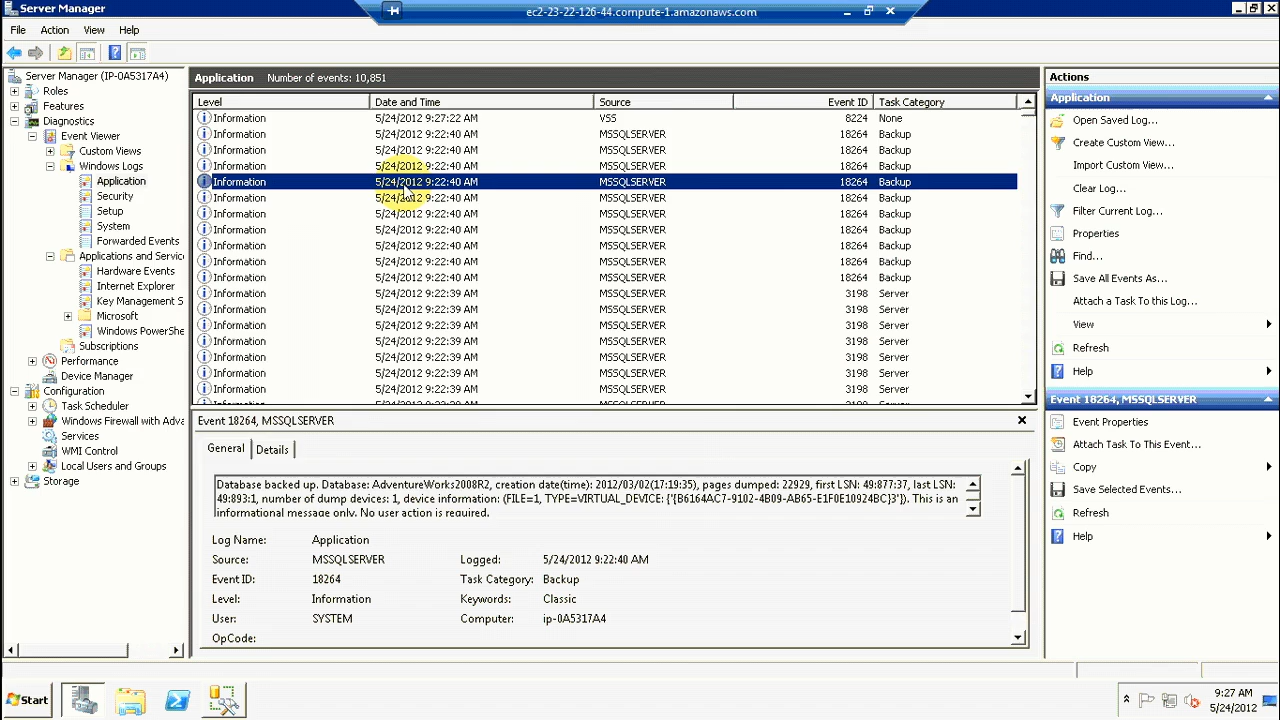 Server Manager
ec2-23-22-126-44.compute-1.amazonaws.com
File Action View Help
Server Manager (IP-0A5317A4)
Roles
Features
Diagnostics
Event Viewer
Custom Views
Windows Logs
Application
Security
Setup
System
Forwarded Events
Applications and Service
Hardware Events
Internet Explorer
Key Management S
Microsoft
Windows PowerShe
Subscriptions
Performance
Device Manager
Configuration
Task Scheduler
Windows Firewall with Adva
Services
WMI Control
Local Users and Groups
Storage
Application Number of events: 10,851
Level Date and Time Source Event ID Task Category
Information 5/24/2012 9:27:22 AM VSS 8224 None
Information 5/24/2012 9:22:40 AM MSSQLSERVER 18264 Backup
Information 5/24/2012 9:22:40 AM MSSQLSERVER 18264 Backup
Information 5/24/2012 9:22:40 AM MSSQLSERVER 18264 Backup
Information 5/24/2012 9:22:40 AM MSSQLSERVER 18264 Backup
Information 5/24/2012 9:22:40 AM MSSQLSERVER 18264 Backup
Information 5/24/2012 9:22:40 AM MSSQLSERVER 18264 Backup
Information 5/24/2012 9:22:40 AM MSSQLSERVER 18264 Backup
Information 5/24/2012 9:22:40 AM MSSQLSERVER 18264 Backup
Information 5/24/2012 9:22:40 AM MSSQLSERVER 18264 Backup
Information 5/24/2012 9:22:40 AM MSSQLSERVER 18264 Backup
Information 5/24/2012 9:22:39 AM MSSQLSERVER 3198 Server
Information 5/24/2012 9:22:39 AM MSSQLSERVER 3198 Server
Information 5/24/2012 9:22:39 AM MSSQLSERVER 3198 Server
Information 5/24/2012 9:22:39 AM MSSQLSERVER 3198 Server
Information 5/24/2012 9:22:39 AM MSSQLSERVER 3198 Server
Information 5/24/2012 9:22:39 AM MSSQLSERVER 3198 Server
Information 5/24/2012 9:22:39 AM MSSQLSERVER 3198 Server
Event 18264, MSSQLSERVER
General Details
Database backed up. Database: AdventureWorks2008R2, creation date(time): 2012/03/02(17:19:35), pages dumped: 22929, first LSN: 49:877:37, last LSN:
49:893:1, number of dump devices: 1, device information: (FILE=1, TYPE=VIRTUAL_DEVICE: {'{B6164AC7-9102-4B09-AB65-E1F0E10924BC}3'}). This is an
informational message only. No user action is required.
Log Name: Application
Source: MSSQLSERVER Logged: 5/24/2012 9:22:40 AM
Event ID: 18264 Task Category: Backup
Level: Information Keywords: Classic
User: SYSTEM Computer: ip-0A5317A4
OpCode:
Actions
Application
Open Saved Log...
Create Custom View...
Import Custom View...
Clear Log...
Filter Current Log...
Properties
Find...
Save All Events As...
Attach a Task To this Log...
View
Refresh
Help
Event 18264, MSSQLSERVER
Event Properties
Attach Task To This Event...
Copy
Save Selected Events...
Refresh
Help
Start
9:27 AM
5/24/2012